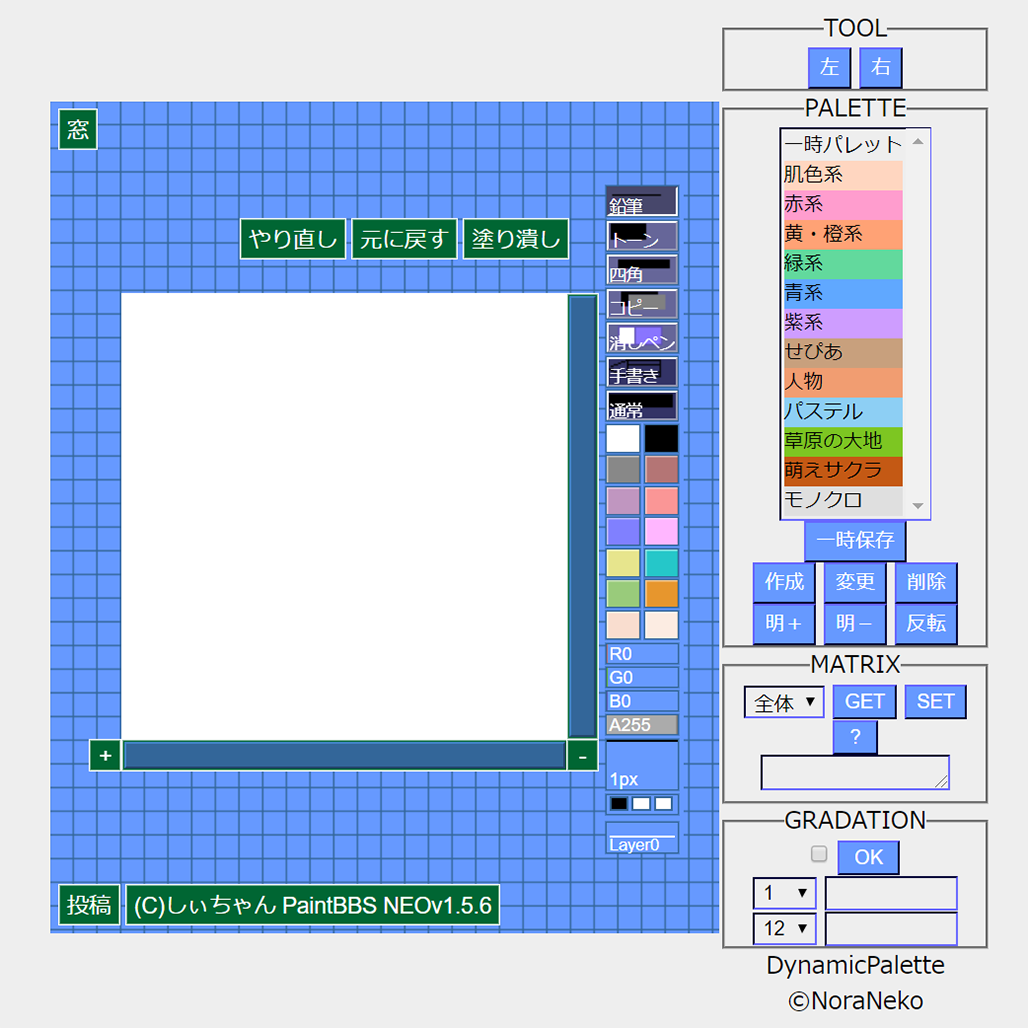 窓
やり直し 元に戻す 塗り潰し
鉛筆
トーン
四角
コピー
消しペン
手書き
通常
R0
G0
B0
A255
1px
Layer0
+
-
投稿 (C)しぃちゃん PaintBBS NEOv1.5.6
TOOL
左 右
PALETTE
一時パレット
肌色系
赤系
黄・橙系
緑系
青系
紫系
せぴあ
人物
パステル
草原の大地
萌えサクラ
モノクロ
一時保存
作成 変更 削除
明+ 明− 反転
MATRIX
全体 GET SET
?
GRADATION
OK
1
12
DynamicPalette
©NoraNeko